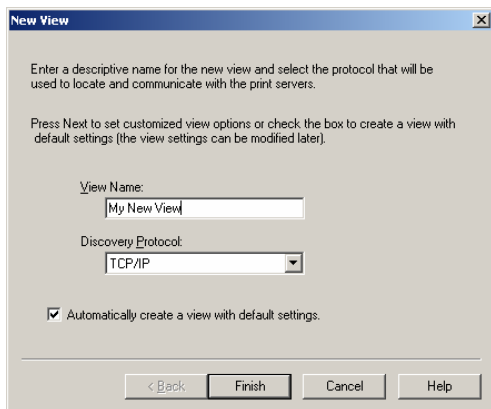 New View
Enter a descriptive name for the new view and select the protocol that will be
used to locate and communicate with the print servers.
Press Next to set customized view options or check the box to create a view with
default settings (the view settings can be modified later).
View Name:
My New View
Discovery Protocol:
TCP/IP
Automatically create a view with default settings.
< Back Finish Cancel Help